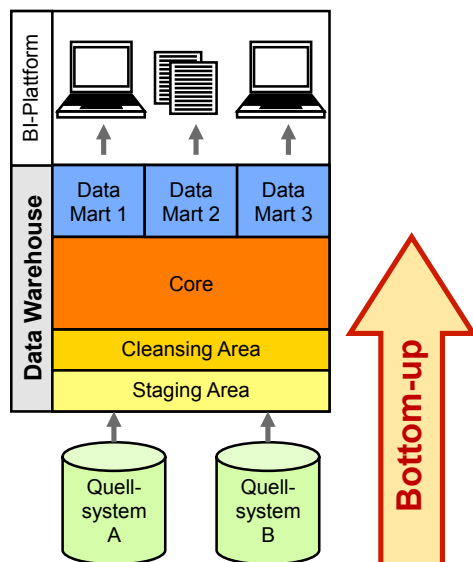 BI-Plattform
Data
Mart 1
Data
Mart 2
Data
Mart 3
Data Warehouse
Core
Cleansing Area
Staging Area
Quell-
system
A
Quell-
system
B
Bottom-up